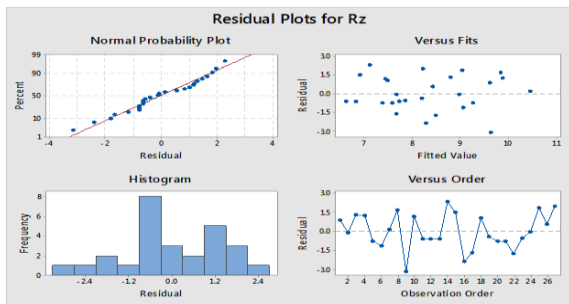 Residual Plots for Rz
Normal Probability Plot
Versus Fits
99
90
50
10
1
Percent
-4
-2
0
2
4
Residual
3.0
1.5
0.0
-1.5
-3.0
Residual
7
8
9
10
11
Fitted Value
Histogram
Versus Order
8
6
4
2
0
Frequency
-2.4
-1.2
0.0
1.2
2.4
Residual
3.0
1.5
0.0
-1.5
-3.0
Residual
2 4 6 8 10 12 14 16 18 20 22 24 26
Observation Order